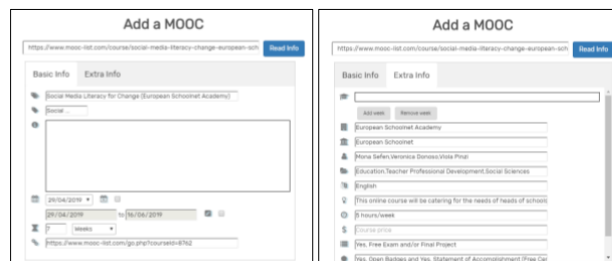 Add a MOOC
https://www.mooc-list.com/course/social-media-literacy-change-european-sch
Read Info
Basic Info
Extra Info
Social Media Literacy for Change (European Schoolnet Academy)
Social ...
29/04/2019
29/04/2019 to 16/06/2019
7 Weeks
https://www.mooc-list.com/go.php?courseid=8762
Add a MOOC
https://www.mooc-list.com/course/social-media-literacy-change-european-sch
Read Info
Basic Info
Extra Info
Add week
Remove week
European Schoolnet Academy
European Schoolnet
Mona Sefen,Veronica Donoso,Viola Pinzi
Education,Teacher Professional Development,Social Sciences
English
This online course will be catering for the needs of heads of schools
5 hours/week
Course price
Yes, Free Exam and/or Final Project
Yes, Open Badges and Yes, Statement of Accomplishment (Free Cer